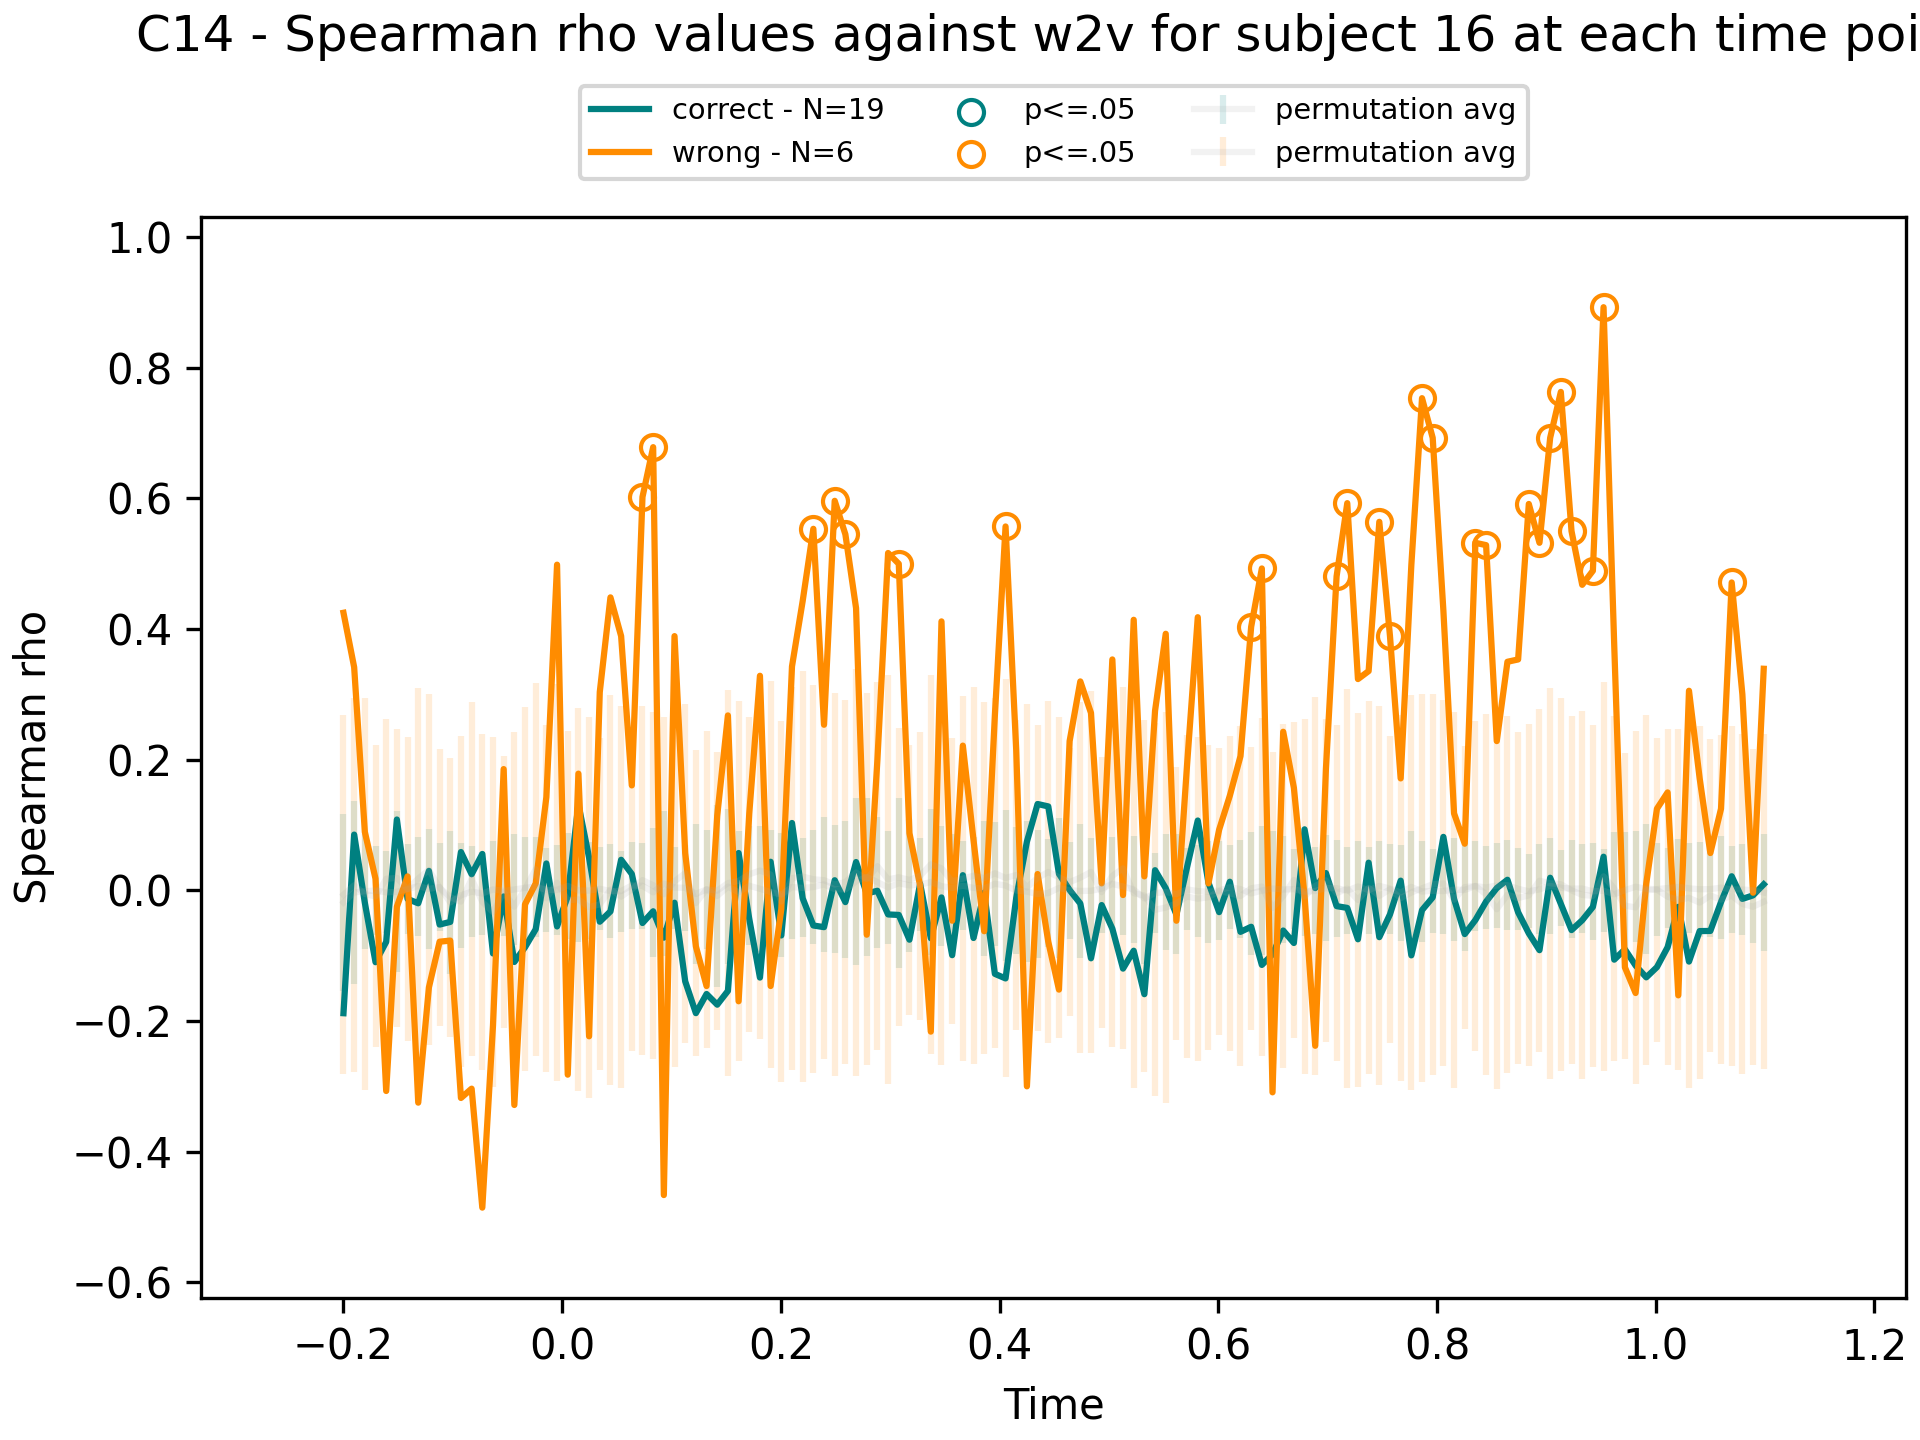 C14 - Spearman rho values against w2v for subject 16 at each time poi
correct - N=19
wrong - N=6
p<=.05
p<=.05
permutation avg
permutation avg
Spearman rho
1.0
0.8
0.6
0.4
0.2
0.0
−0.2
−0.4
−0.6
−0.2 0.0 0.2 0.4 0.6 0.8 1.0 1.2
Time